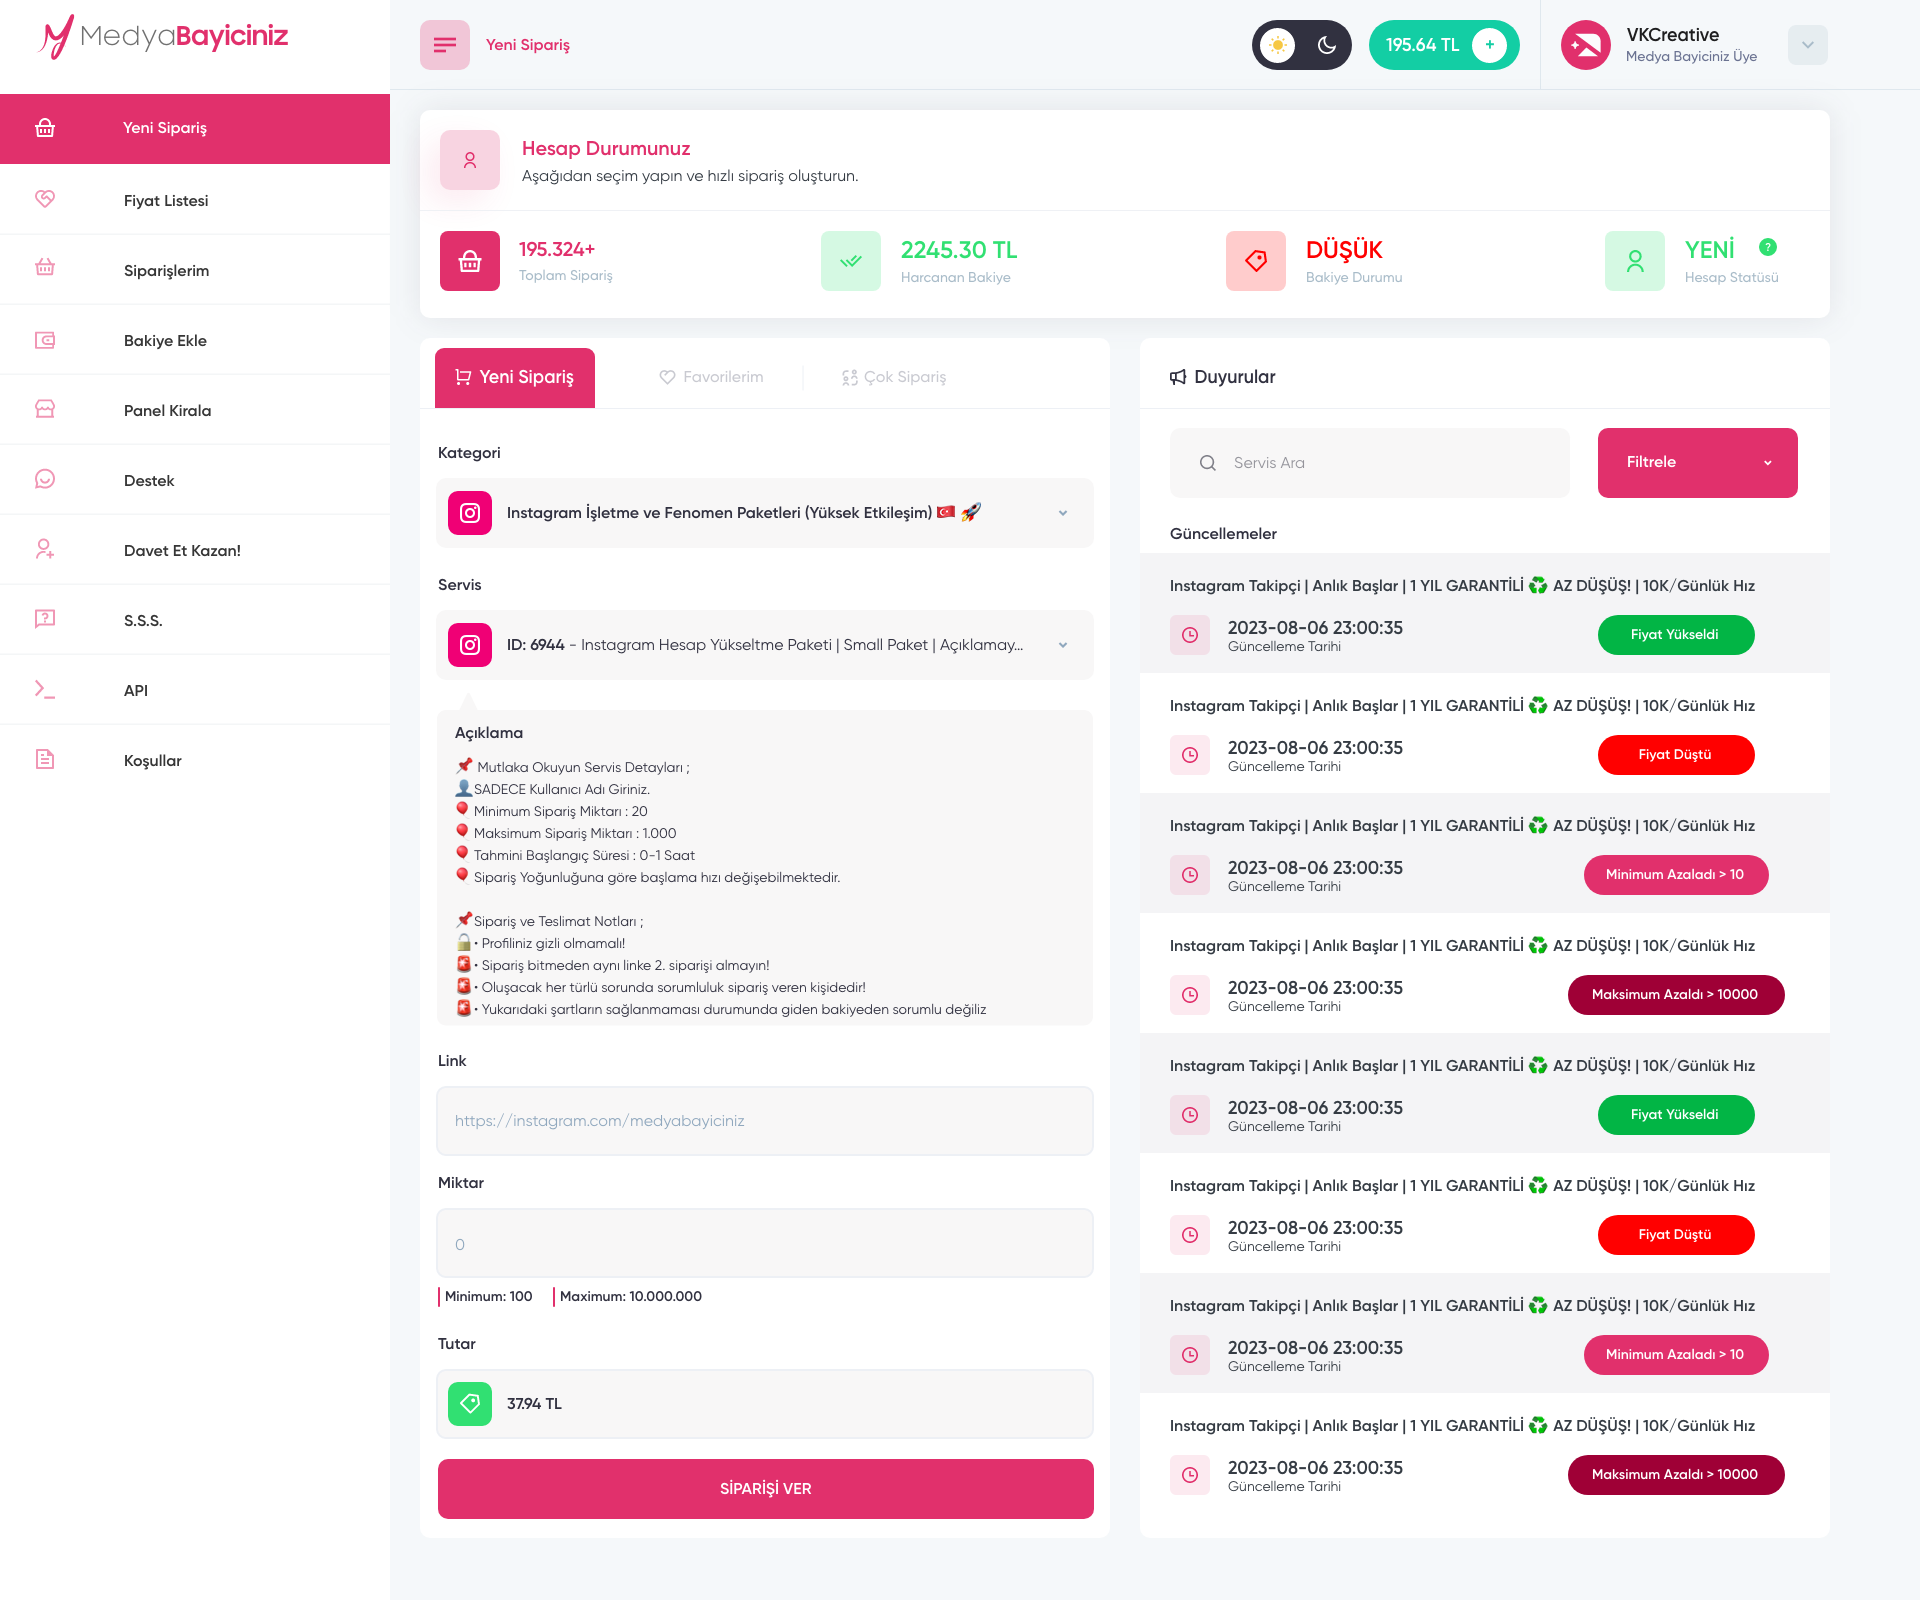 MedyaBayiciniz
Yeni Sipariş
Fiyat Listesi
Siparişlerim
Bakiye Ekle
Panel Kirala
Destek
Davet Et Kazan!
S.S.S.
API
Koşullar
Yeni Sipariş
195.64 TL +
VKCreative
Medya Bayiciniz Üye
Hesap Durumunuz
Aşağıdan seçim yapın ve hızlı sipariş oluşturun.
195.324+
Toplam Sipariş
2245.30 TL
Harcanan Bakiye
DÜŞÜK
Bakiye Durumu
YENİ ?
Hesap Statüsü
Yeni Sipariş
Favorilerim
Çok Sipariş
Kategori
Instagram İşletme ve Fenomen Paketleri (Yüksek Etkileşim) 🇹🇷 🚀
Servis
ID: 6944 - Instagram Hesap Yükseltme Paketi | Small Paket | Açıklamay...
Açıklama
📌 Mutlaka Okuyun Servis Detayları ;
👤SADECE Kullanıcı Adı Giriniz.
🎈Minimum Sipariş Miktarı : 20
🎈Maksimum Sipariş Miktarı : 1.000
🎈Tahmini Başlangıç Süresi : 0-1 Saat
🎈Sipariş Yoğunluğuna göre başlama hızı değişebilmektedir.
📌Sipariş ve Teslimat Notları ;
🔒• Profiliniz gizli olmamalı!
🚨• Sipariş bitmeden aynı linke 2. siparişi almayın!
🚨• Oluşacak her türlü sorunda sorumluluk sipariş veren kişidedir!
🚨• Yukarıdaki şartların sağlanmaması durumunda giden bakiyeden sorumlu değiliz
Link
https://instagram.com/medyabayiciniz
Miktar
0
Minimum: 100
Maximum: 10.000.000
Tutar
37.94 TL
SİPARİŞİ VER
Duyurular
Servis Ara
Filtrele
Güncellemeler
Instagram Takipçi | Anlık Başlar | 1 YIL GARANTİLİ ♻️ AZ DÜŞÜŞ! | 10K/Günlük Hız
2023-08-06 23:00:35
Güncelleme Tarihi
Fiyat Yükseldi
Instagram Takipçi | Anlık Başlar | 1 YIL GARANTİLİ ♻️ AZ DÜŞÜŞ! | 10K/Günlük Hız
2023-08-06 23:00:35
Güncelleme Tarihi
Fiyat Düştü
Instagram Takipçi | Anlık Başlar | 1 YIL GARANTİLİ ♻️ AZ DÜŞÜŞ! | 10K/Günlük Hız
2023-08-06 23:00:35
Güncelleme Tarihi
Minimum Azaladı > 10
Instagram Takipçi | Anlık Başlar | 1 YIL GARANTİLİ ♻️ AZ DÜŞÜŞ! | 10K/Günlük Hız
2023-08-06 23:00:35
Güncelleme Tarihi
Maksimum Azaldı > 10000
Instagram Takipçi | Anlık Başlar | 1 YIL GARANTİLİ ♻️ AZ DÜŞÜŞ! | 10K/Günlük Hız
2023-08-06 23:00:35
Güncelleme Tarihi
Fiyat Yükseldi
Instagram Takipçi | Anlık Başlar | 1 YIL GARANTİLİ ♻️ AZ DÜŞÜŞ! | 10K/Günlük Hız
2023-08-06 23:00:35
Güncelleme Tarihi
Fiyat Düştü
Instagram Takipçi | Anlık Başlar | 1 YIL GARANTİLİ ♻️ AZ DÜŞÜŞ! | 10K/Günlük Hız
2023-08-06 23:00:35
Güncelleme Tarihi
Minimum Azaladı > 10
Instagram Takipçi | Anlık Başlar | 1 YIL GARANTİLİ ♻️ AZ DÜŞÜŞ! | 10K/Günlük Hız
2023-08-06 23:00:35
Güncelleme Tarihi
Maksimum Azaldı > 10000